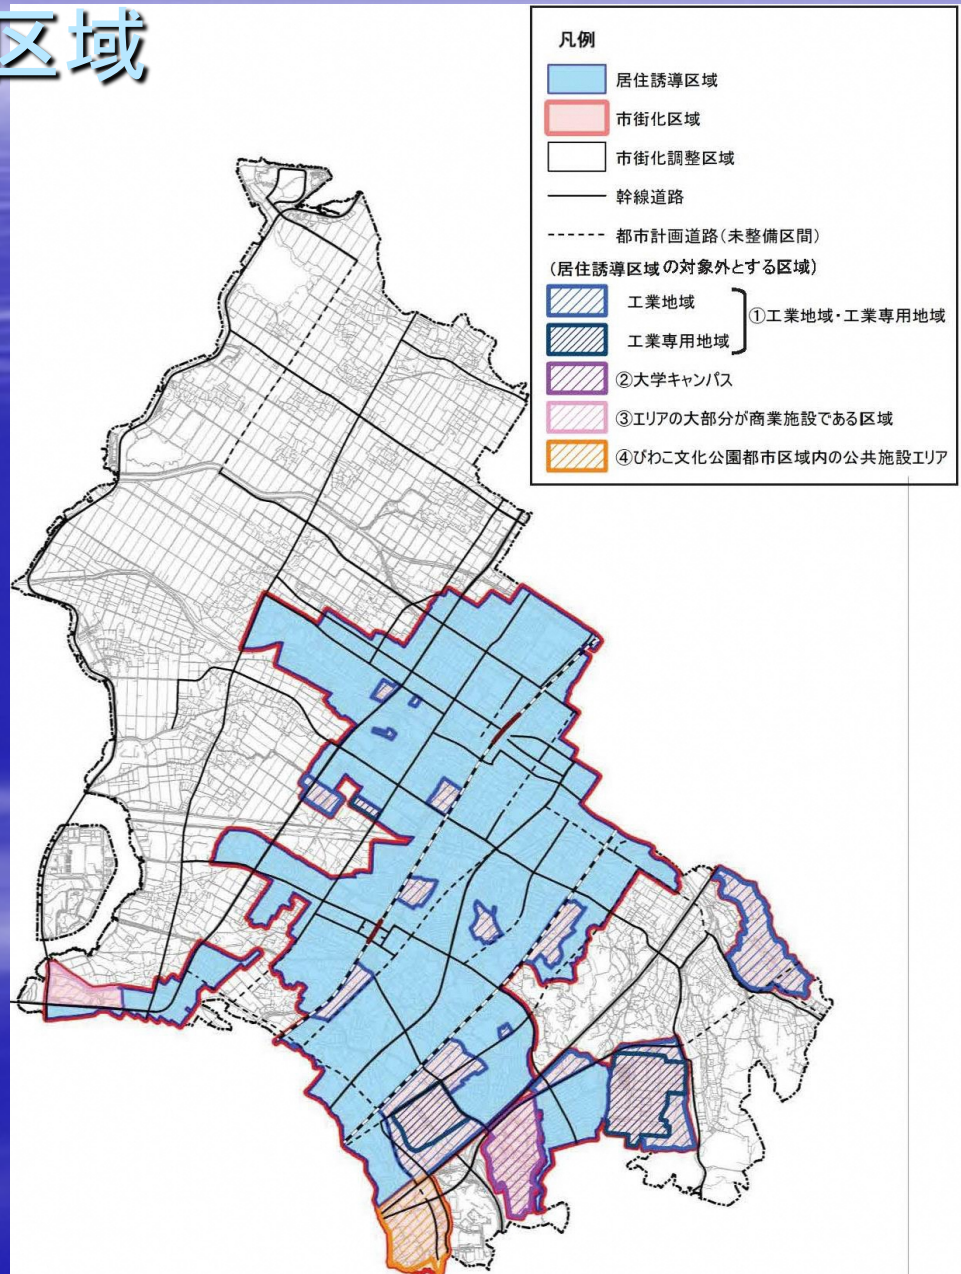 区域
凡例
居住誘導区域
市街化区域
市街化調整区域
幹線道路
都市計画道路(未整備区間)
(居住誘導区域の対象外とする区域)
工業地域
①工業地域・工業専用地域
工業専用地域
②大学キャンパス
③エリアの大部分が商業施設である区域
④びわこ文化公園都市区域内の公共施設エリア